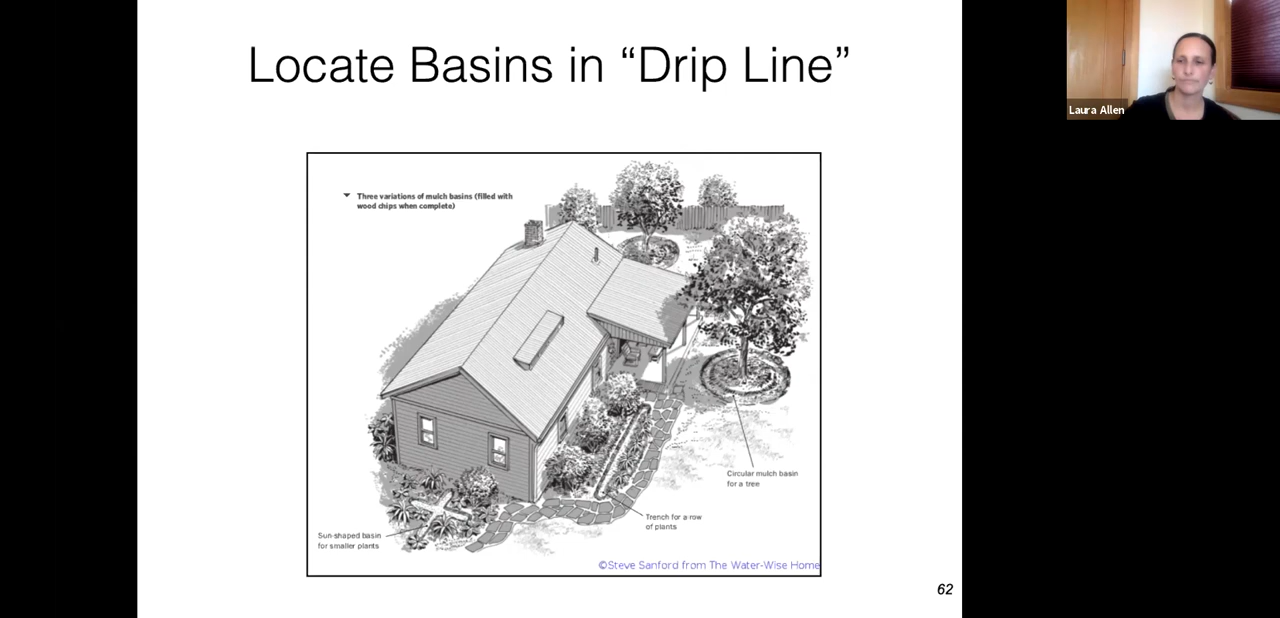 Locate Basins in “Drip Line”
Laura Allen
Three variations of mulch basins (filled with
wood chips when complete)
Circular mulch basin
for a tree
Trench for a row
of plants
Sun-shaped basin
for smaller plants
©Steve Sanford from The Water-Wise Home
62